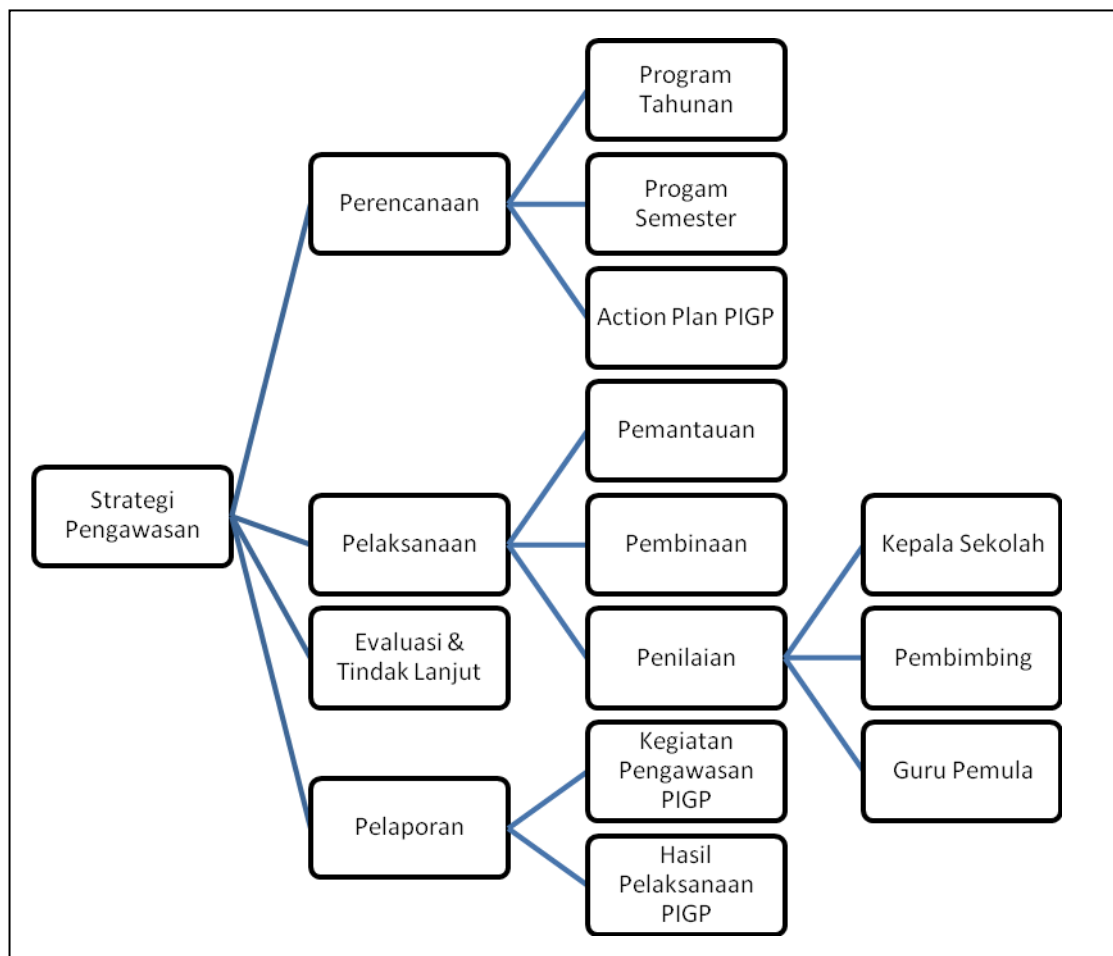 Program
Tahunan
Perencanaan
Progam
Semester
Action Plan PIGP
Strategi
Pengawasan
Pelaksanaan
Pemantauan
Pembinaan
Penilaian
Kepala Sekolah
Pembimbing
Guru Pemula
Evaluasi &
Tindak Lanjut
Pelaporan
Kegiatan
Pengawasan
PIGP
Hasil
Pelaksanaan
PIGP